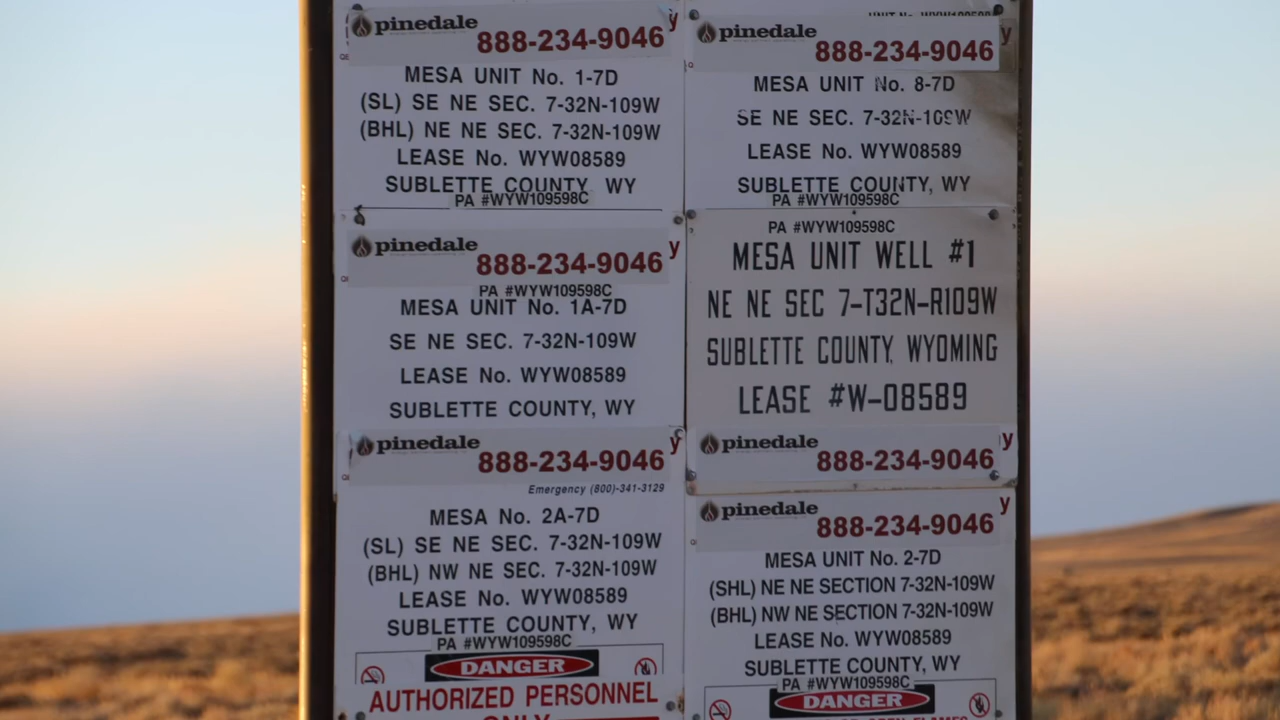 pinedale
888-234-9046
MESA UNIT No. 1-7D
(SL) SE NE SEC. 7-32N-109W
(BHL) NE NE SEC. 7-32N-109W
LEASE No. WYW08589
SUBLETTE COUNTY, WY
PA #WYW109598C
pinedale
888-234-9046
y
PA #WYW109598C
MESA UNIT No. 1A-7D
SE NE SEC. 7-32N-109W
LEASE No. WYW08589
SUBLETTE COUNTY, WY
pinedale
888-234-9046
y
Emergency (800)-341-3129
MESA No. 2A-7D
(SL) SE NE SEC. 7-32N-109W
(BHL) NW NE SEC. 7-32N-109W
LEASE No. WYW08589
SUBLETTE COUNTY, WY
PA #WYW109598C
DANGER
AUTHORIZED PERSONNEL
ONLY
pinedale
888-234-9046
y
MESA UNIT No. 8-7D
SE NE SEC. 7-32N-109W
LEASE No. WYW08589
SUBLETTE COUNTY, WY
PA #WYW109598C
PA #WYW109598C
MESA UNIT WELL #1
NE NE SEC 7-T32N-R109W
SUBLETTE COUNTY, WYOMING
LEASE #W-08589
pinedale
888-234-9046
y
pinedale
888-234-9046
y
MESA UNIT No. 2-7D
(SHL) NE NE SECTION 7-32N-109W
(BHL) NW NE SECTION 7-32N-109W
LEASE No. WYW08589
SUBLETTE COUNTY, WY
PA #WYW109598C
DANGER